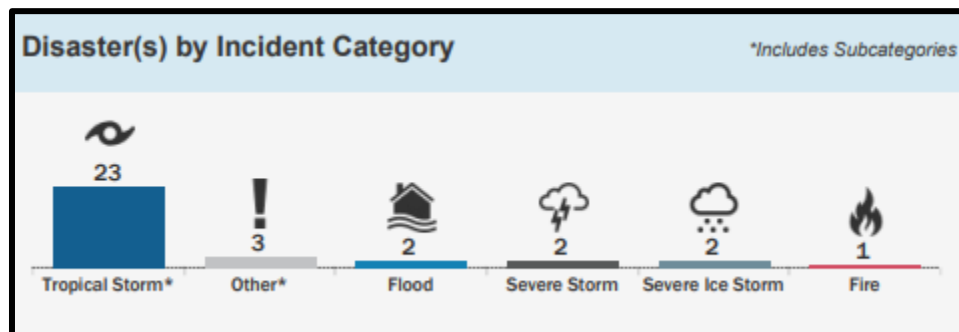 Disaster(s) by Incident Category
*Includes Subcategories
23
3
2
2
2
1
Tropical Storm*
Other*
Flood
Severe Storm
Severe Ice Storm
Fire